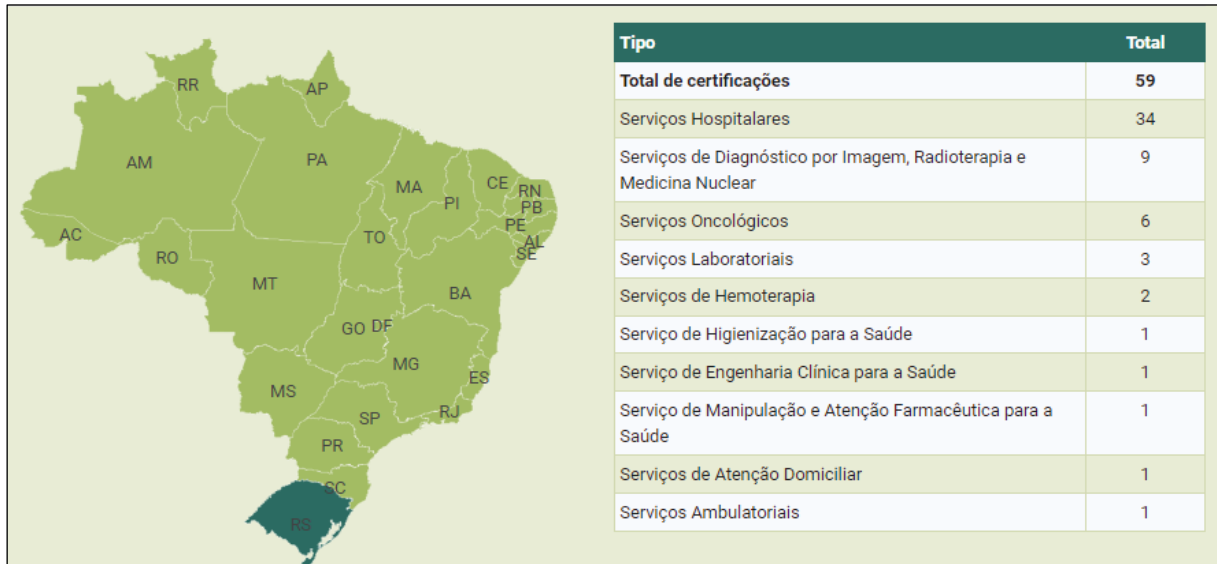 RR
AP
AM
PA
MA
CE
RN
PB
PI
PE
AL
SE
AC
TO
RO
MT
BA
GO
DF
MG
ES
MS
SP
RJ
PR
SC
RS
Tipo Total
Total de certificações 59
Serviços Hospitalares 34
Serviços de Diagnóstico por Imagem, Radioterapia e 9
Medicina Nuclear
Serviços Oncológicos 6
Serviços Laboratoriais 3
Serviços de Hemoterapia 2
Serviço de Higienização para a Saúde 1
Serviço de Engenharia Clínica para a Saúde 1
Serviço de Manipulação e Atenção Farmacêutica para a 1
Saúde
Serviços de Atenção Domiciliar 1
Serviços Ambulatoriais 1